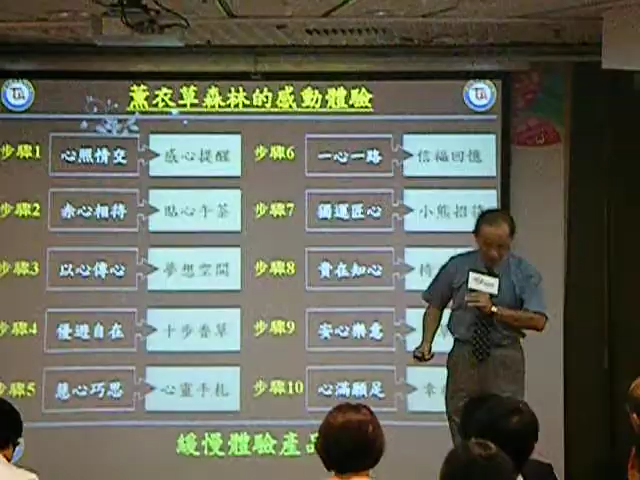 薰衣草森林的感動體驗
步驟1 心照情交 感心提醒
步驟2 赤心相待 貼心午茶
步驟3 以心傳心 夢想空間
步驟4 優遊自在 十步香草
步驟5 慧心巧思 心靈手札
步驟6 一心一路 信福回憶
步驟7 獨運匠心 小熊招待
步驟8 貴在知心
步驟9 安心樂意
步驟10 心滿願足
緩慢體驗產品